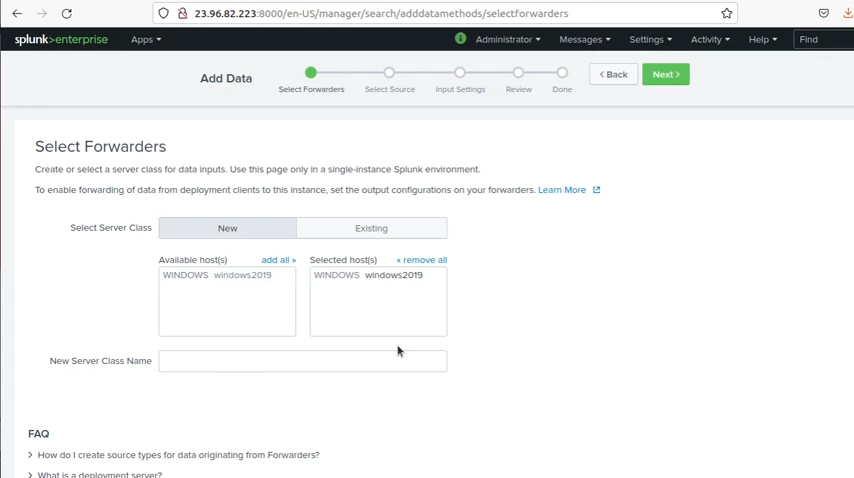 23.96.82.223:8000/en-US/manager/search/adddatamethods/selectforwarders
splunk>enterprise Apps Administrator Messages Settings Activity Help Find
Add Data
Select Forwarders Select Source Input Settings Review Done
< Back Next >
Select Forwarders
Create or select a server class for data inputs. Use this page only in a single-instance Splunk environment.
To enable forwarding of data from deployment clients to this instance, set the output configurations on your forwarders. Learn More
Select Server Class New Existing
Available host(s) add all » Selected host(s) « remove all
WINDOWS windows2019 WINDOWS windows2019
New Server Class Name
FAQ
> How do I create source types for data originating from Forwarders?
> What is a deployment server?